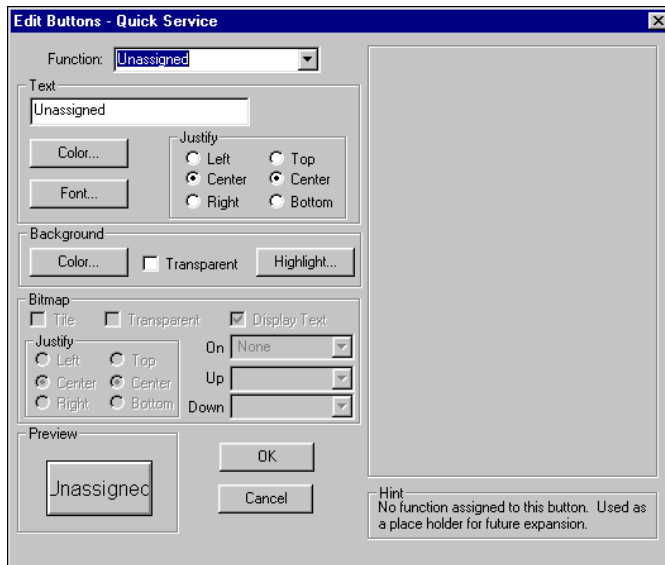 Edit Buttons - Quick Service
Function: Unassigned
Text
Unassigned
Color...
Font...
Justify
Left Top
Center Center
Right Bottom
Background
Color... Transparent Highlight...
Bitmap
Tile Transparent Display Text
Justify
Left Top
Center Center
Right Bottom
On None
Up
Down
Preview
Unassigned
OK
Cancel
Hint
No function assigned to this button. Used as
a place holder for future expansion.